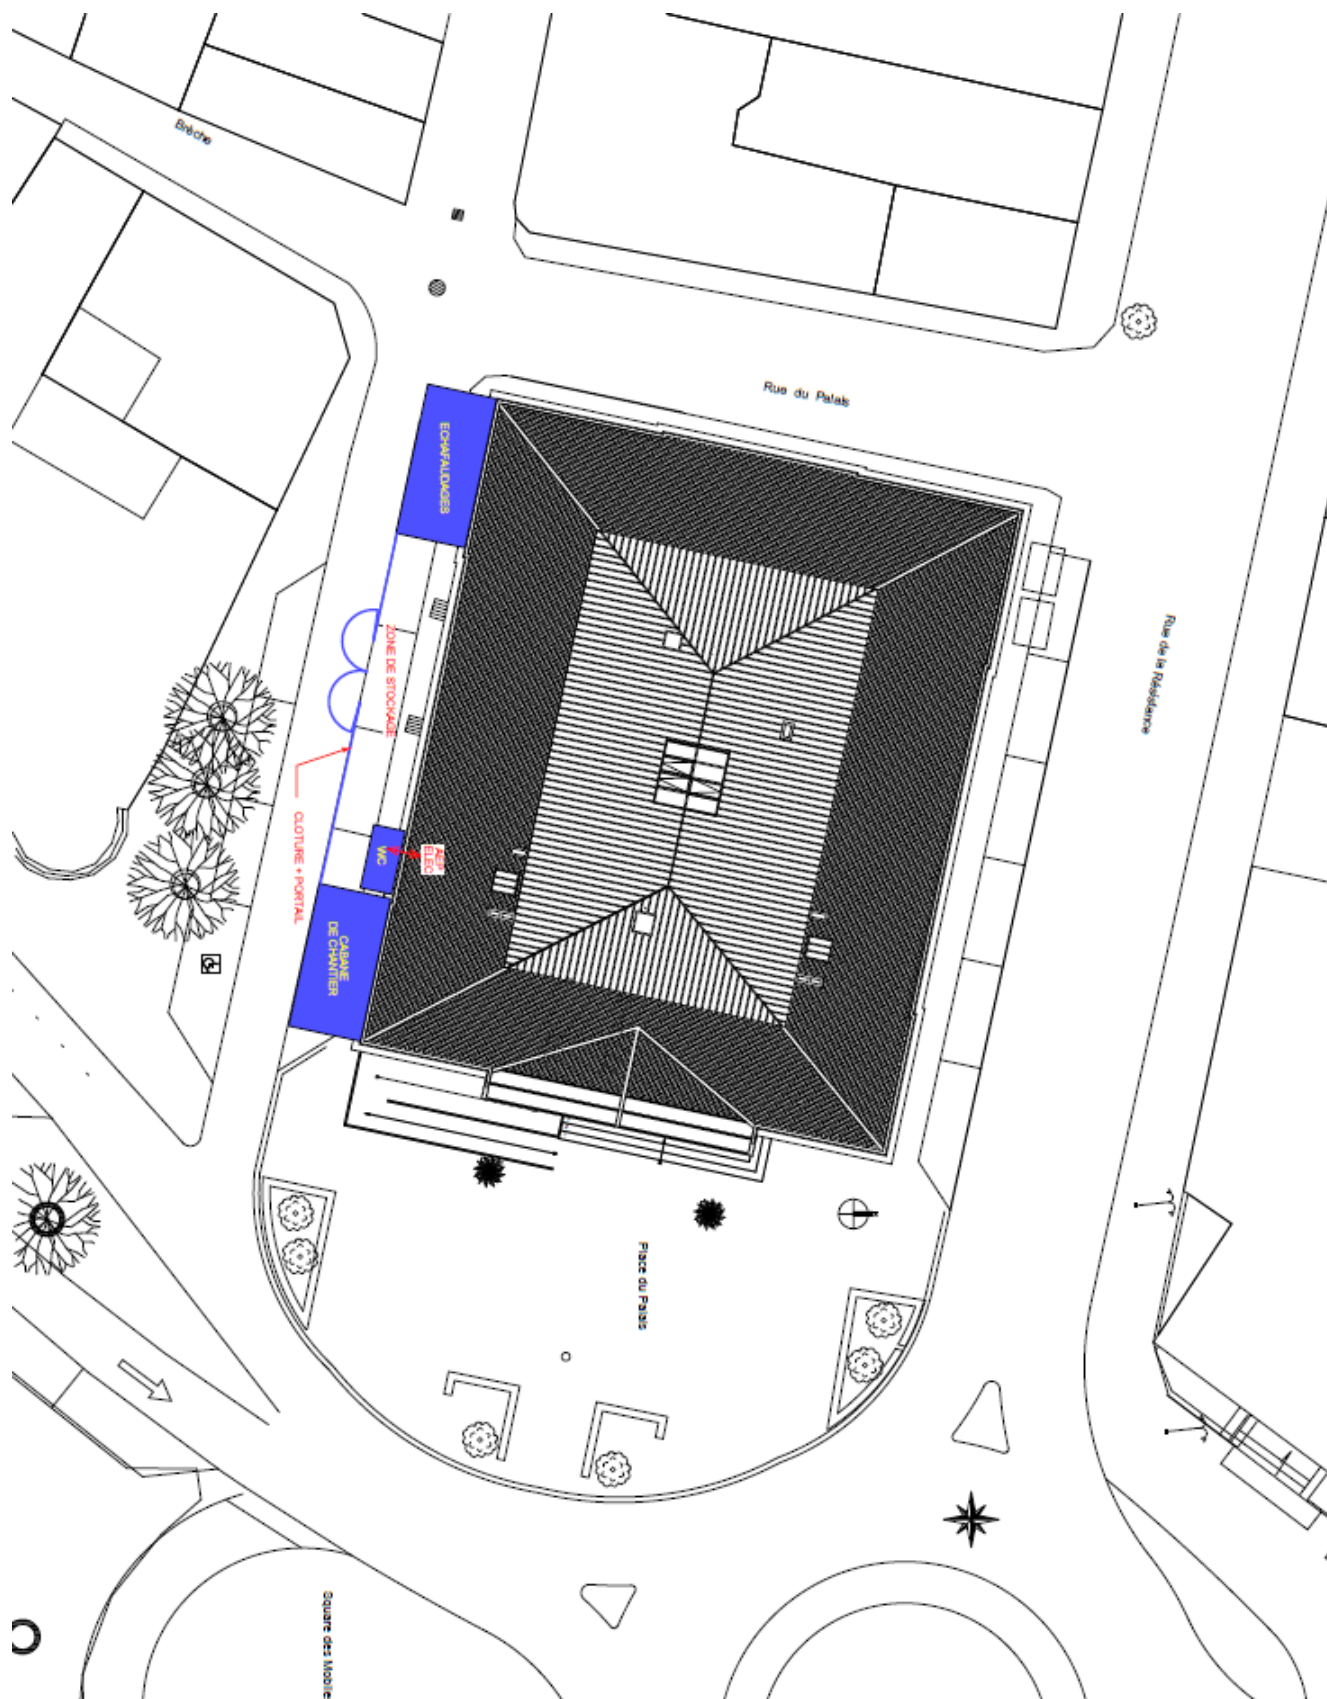 Brèche
Rue du Palais
ECHAFAUDAGES
Rue de la Résistance
ZONE DE STOCKAGE
CLOTURE + PORTAIL
AEP
ELEC
WC
CABANE
DE CHANTIER
Place du Palais
Square des Mobile